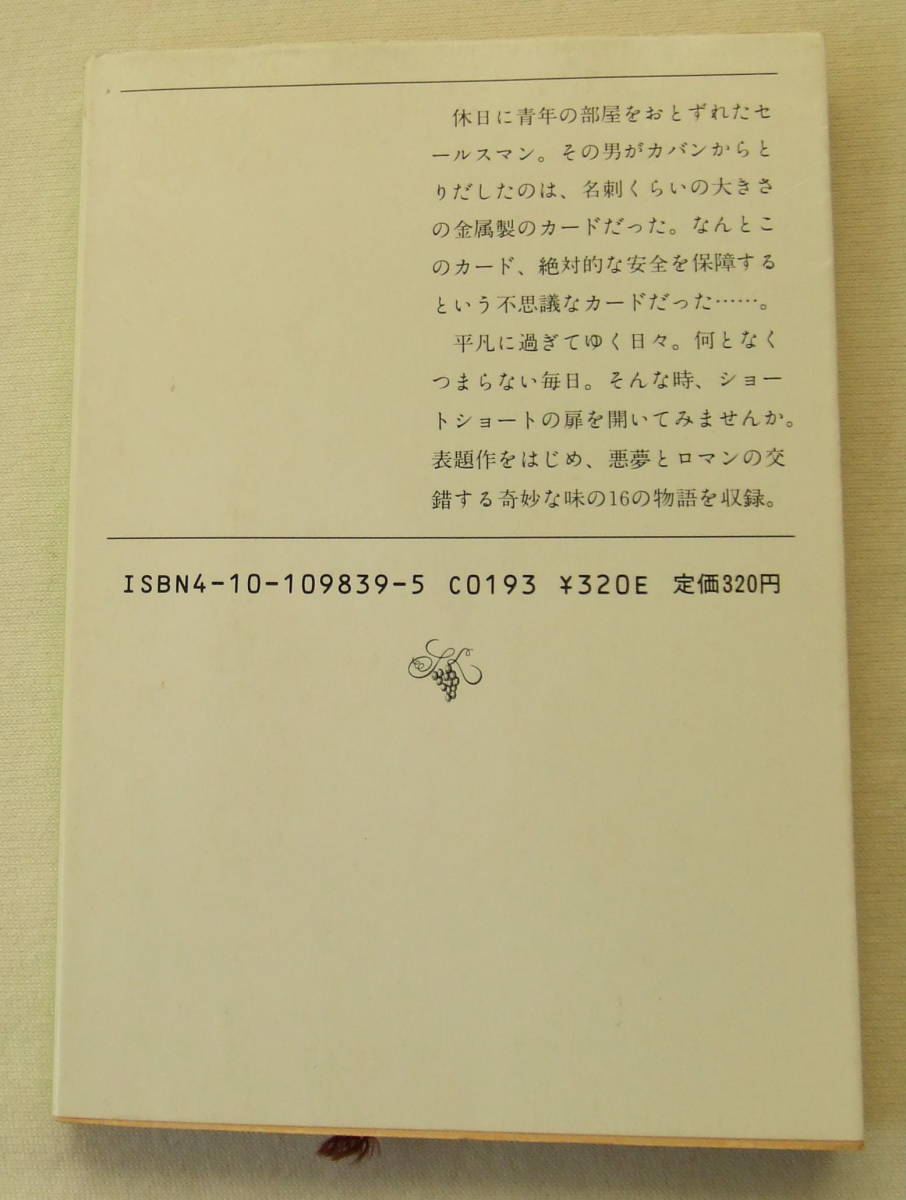 休日に青年の部屋をおとずれたセ
ールスマン。その男がカバンからと
りだしたのは、名刺くらいの大きさ
の金属製のカードだった。なんとこ
のカード、絶対的な安全を保障する
という不思議なカードだった……。
平凡に過ぎてゆく日々。何となく
つまらない毎日。そんな時、ショー
トショートの扉を開いてみませんか。
表題作をはじめ、悪夢とロマンの交
錯する奇妙な味の16の物語を収録。
ISBN4-10-109839-5 C0193 ¥320E 定価320円